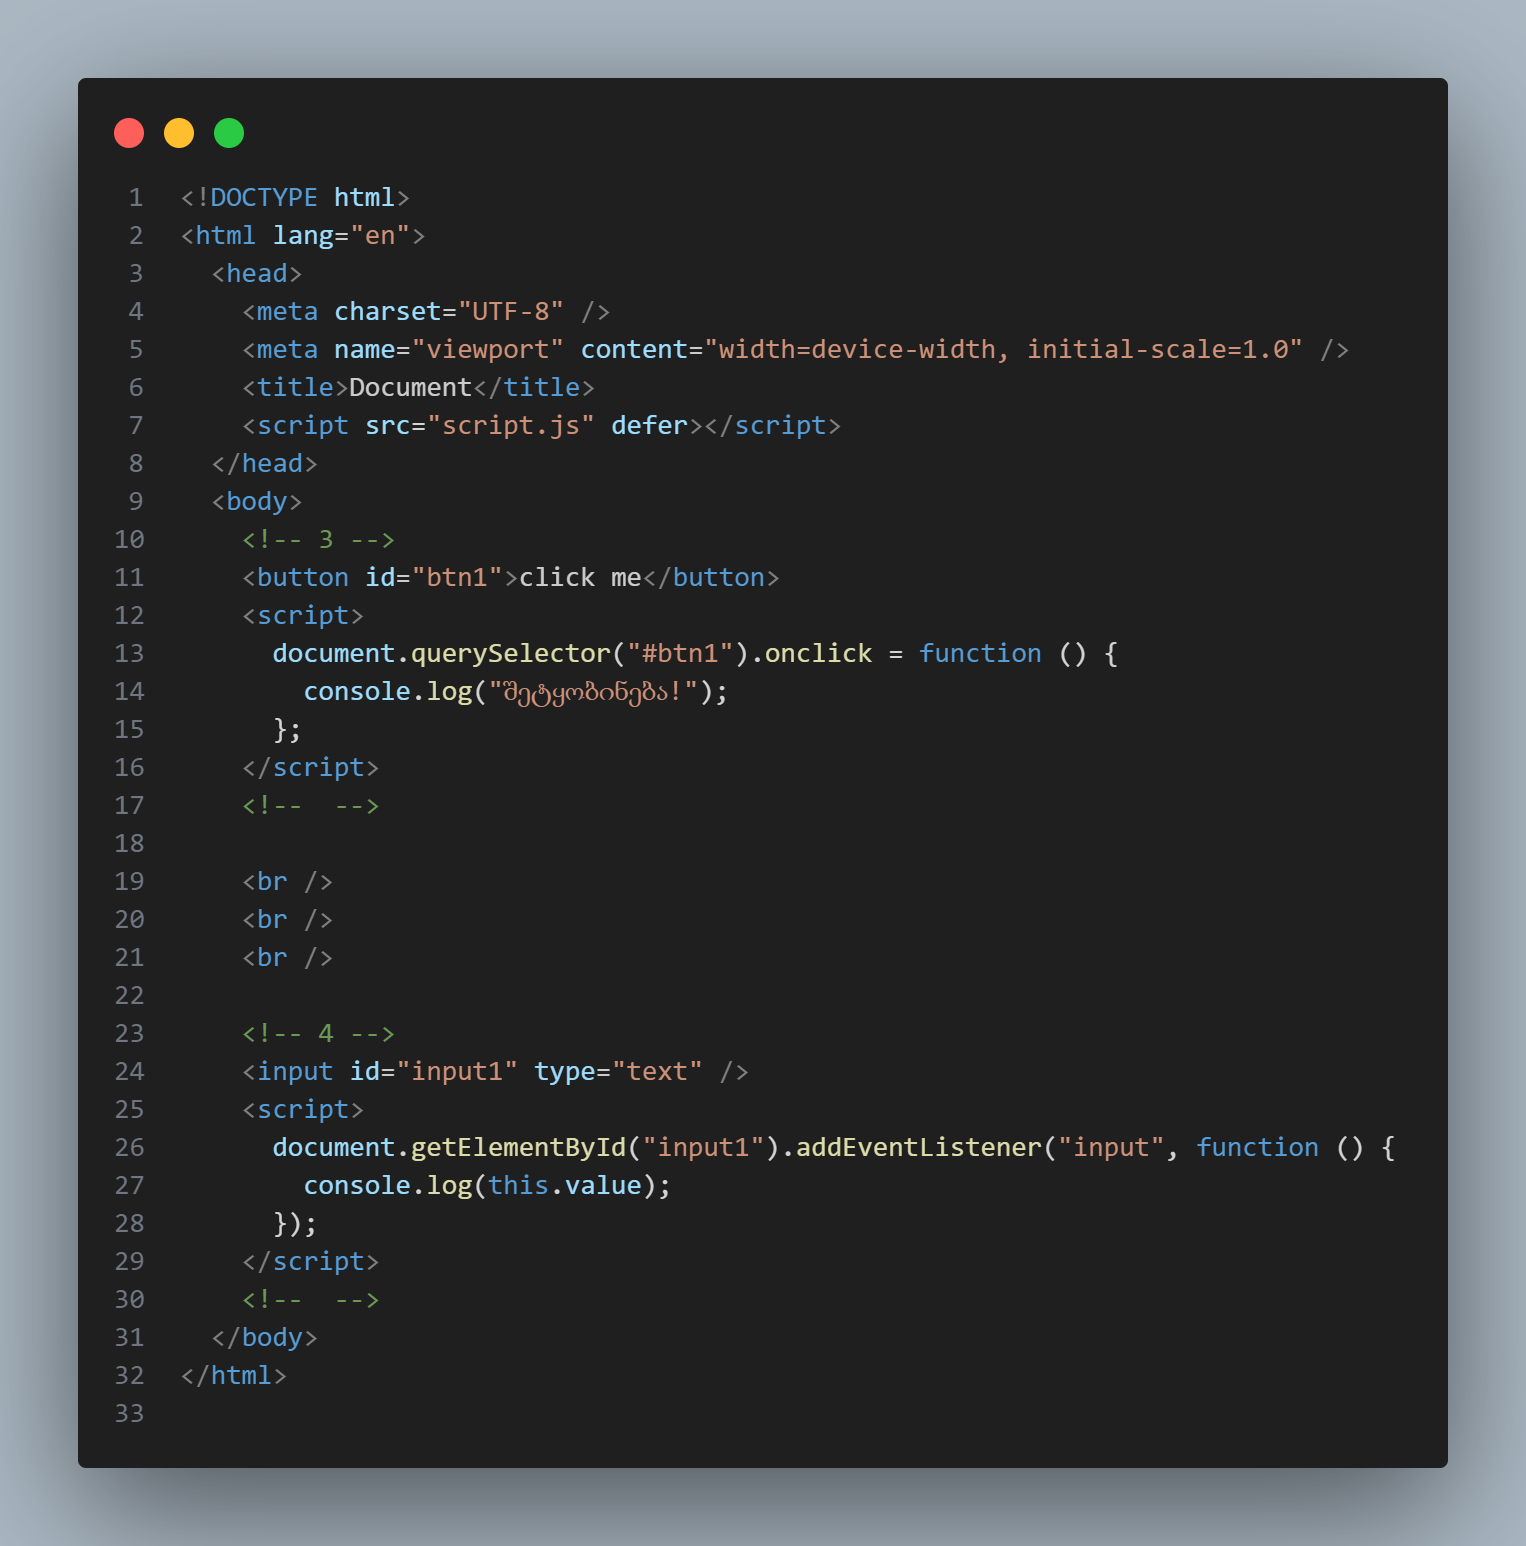 1 <!DOCTYPE html>
2 <html lang="en">
3   <head>
4     <meta charset="UTF-8" />
5     <meta name="viewport" content="width=device-width, initial-scale=1.0" />
6     <title>Document</title>
7     <script src="script.js" defer></script>
8   </head>
9   <body>
10     <!-- 3 -->
11     <button id="btn1">click me</button>
12     <script>
13       document.querySelector("#btn1").onclick = function () {
14         console.log("შეტყობინება!");
15       };
16     </script>
17     <!--  -->
18
19     <br />
20     <br />
21     <br />
22
23     <!-- 4 -->
24     <input id="input1" type="text" />
25     <script>
26       document.getElementById("input1").addEventListener("input", function () {
27         console.log(this.value);
28       });
29     </script>
30     <!--  -->
31   </body>
32 </html>
33